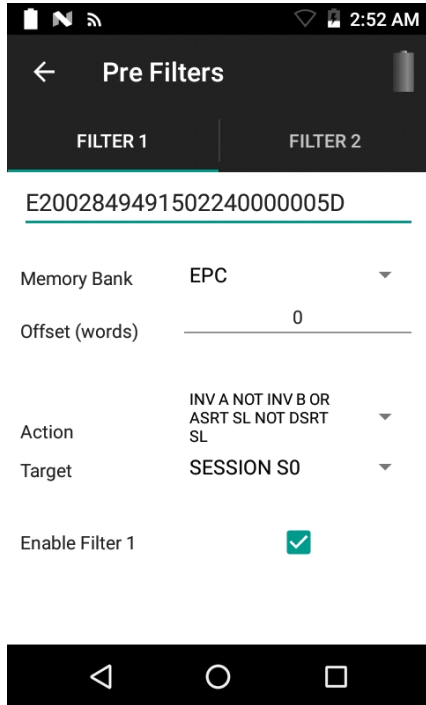 2:52 AM
Pre Filters
FILTER 1 FILTER 2
E2002849491502240000005D
Memory Bank EPC
Offset (words) 0
INV A NOT INV B OR
ASRT SL NOT DSRT
Action SL
Target SESSION S0
Enable Filter 1